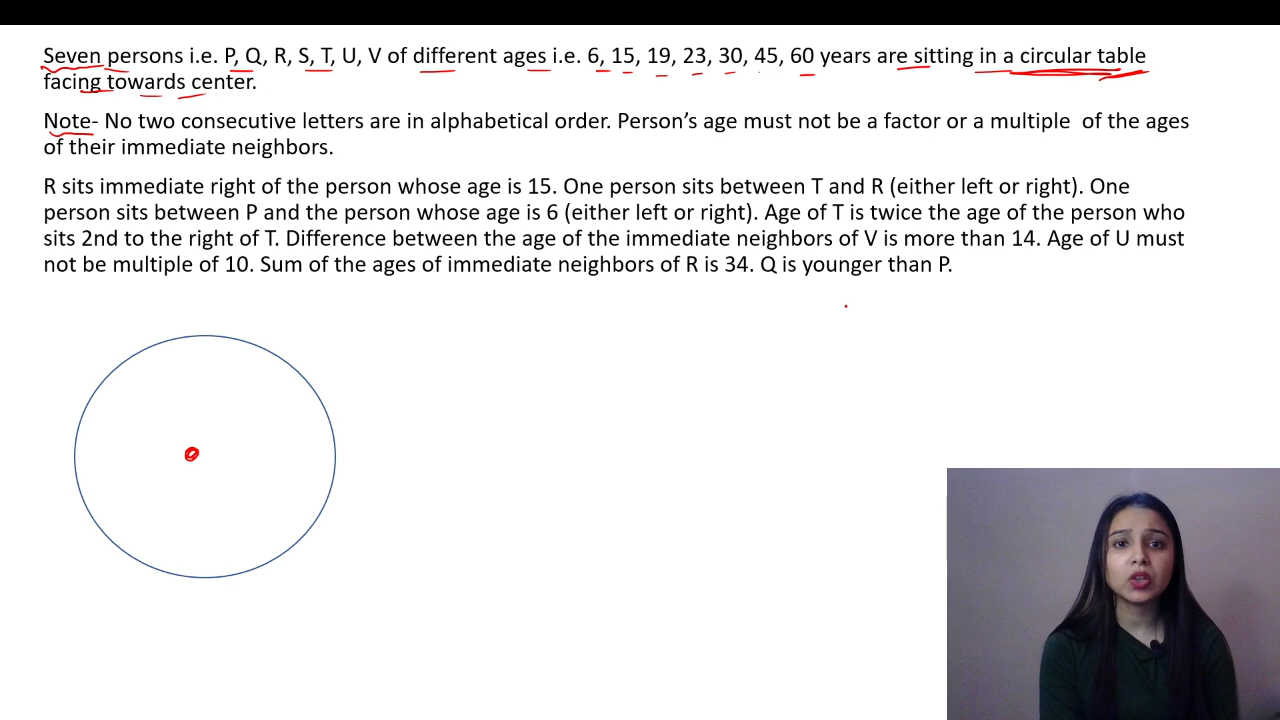 Seven persons i.e. P, Q, R, S, T, U, V of different ages i.e. 6, 15, 19, 23, 30, 45, 60 years are sitting in a circular table
facing towards center.
Note- No two consecutive letters are in alphabetical order. Person’s age must not be a factor or a multiple  of the ages
of their immediate neighbors.
R sits immediate right of the person whose age is 15. One person sits between T and R (either left or right). One
person sits between P and the person whose age is 6 (either left or right). Age of T is twice the age of the person who
sits 2nd to the right of T. Difference between the age of the immediate neighbors of V is more than 14. Age of U must
not be multiple of 10. Sum of the ages of immediate neighbors of R is 34. Q is younger than P.